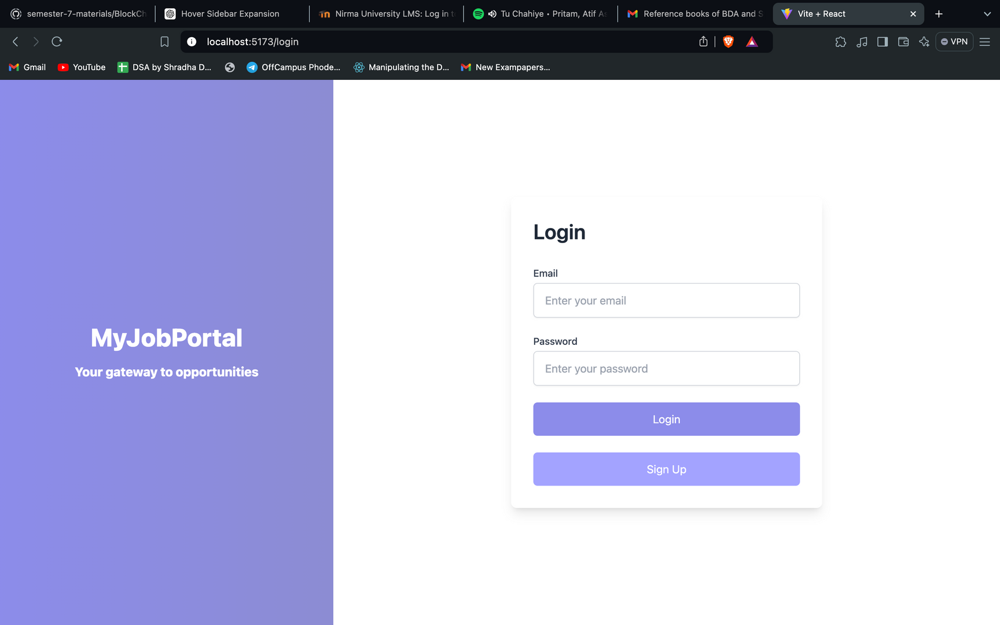 semester-7-materials/BlockCh
Hover Sidebar Expansion
Nirma University LMS: Log in t
Tu Chahiye • Pritam, Atif As
Reference books of BDA and S
Vite + React
localhost:5173/login
VPN
Gmail
YouTube
DSA by Shradha D...
OffCampus Phode...
Manipulating the D...
New Exampapers...
MyJobPortal
Your gateway to opportunities
Login
Email
Enter your email
Password
Enter your password
Login
Sign Up